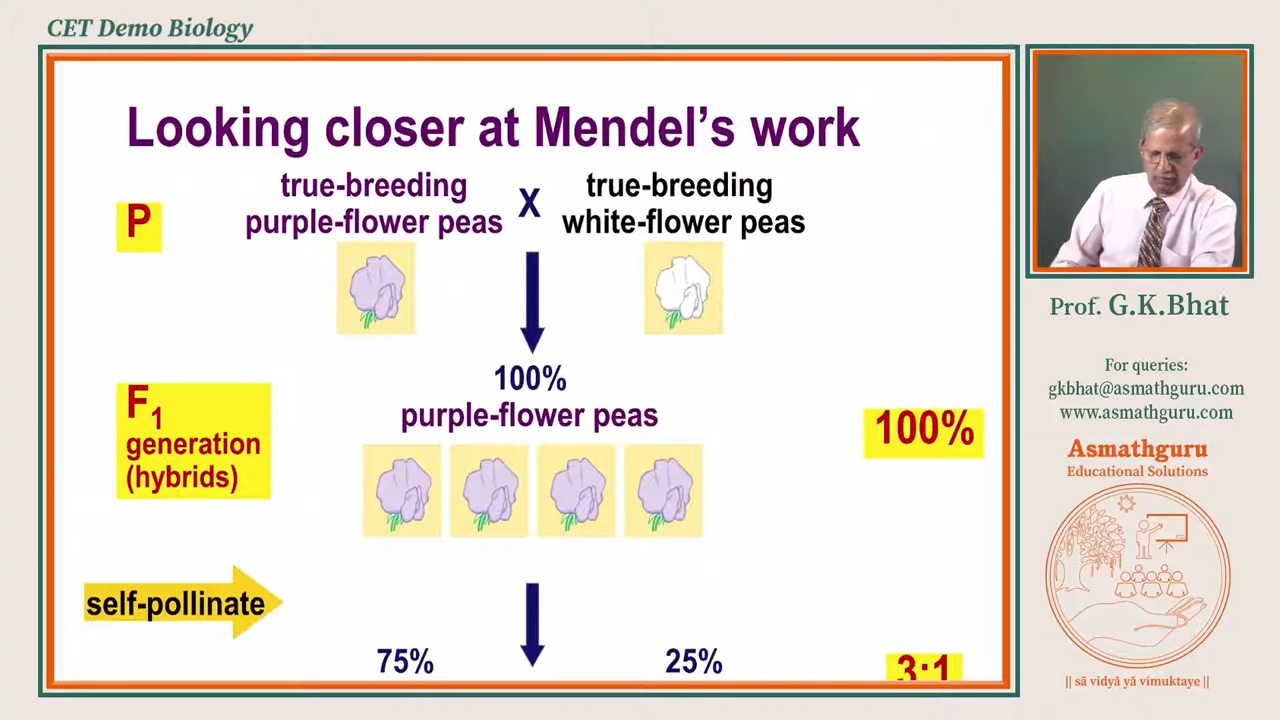 CET Demo Biology
Looking closer at Mendel's work
P
true-breeding
purple-flower peas
X
true-breeding
white-flower peas
100%
purple-flower peas
F1
generation
(hybrids)
100%
self-pollinate
75%
25%
3:1
Prof. G.K.Bhat
For queries:
gkbhat@asmathguru.com
www.asmathguru.com
Asmathguru
Educational Solutions
|| sā vidyā yā vimuktaye ||